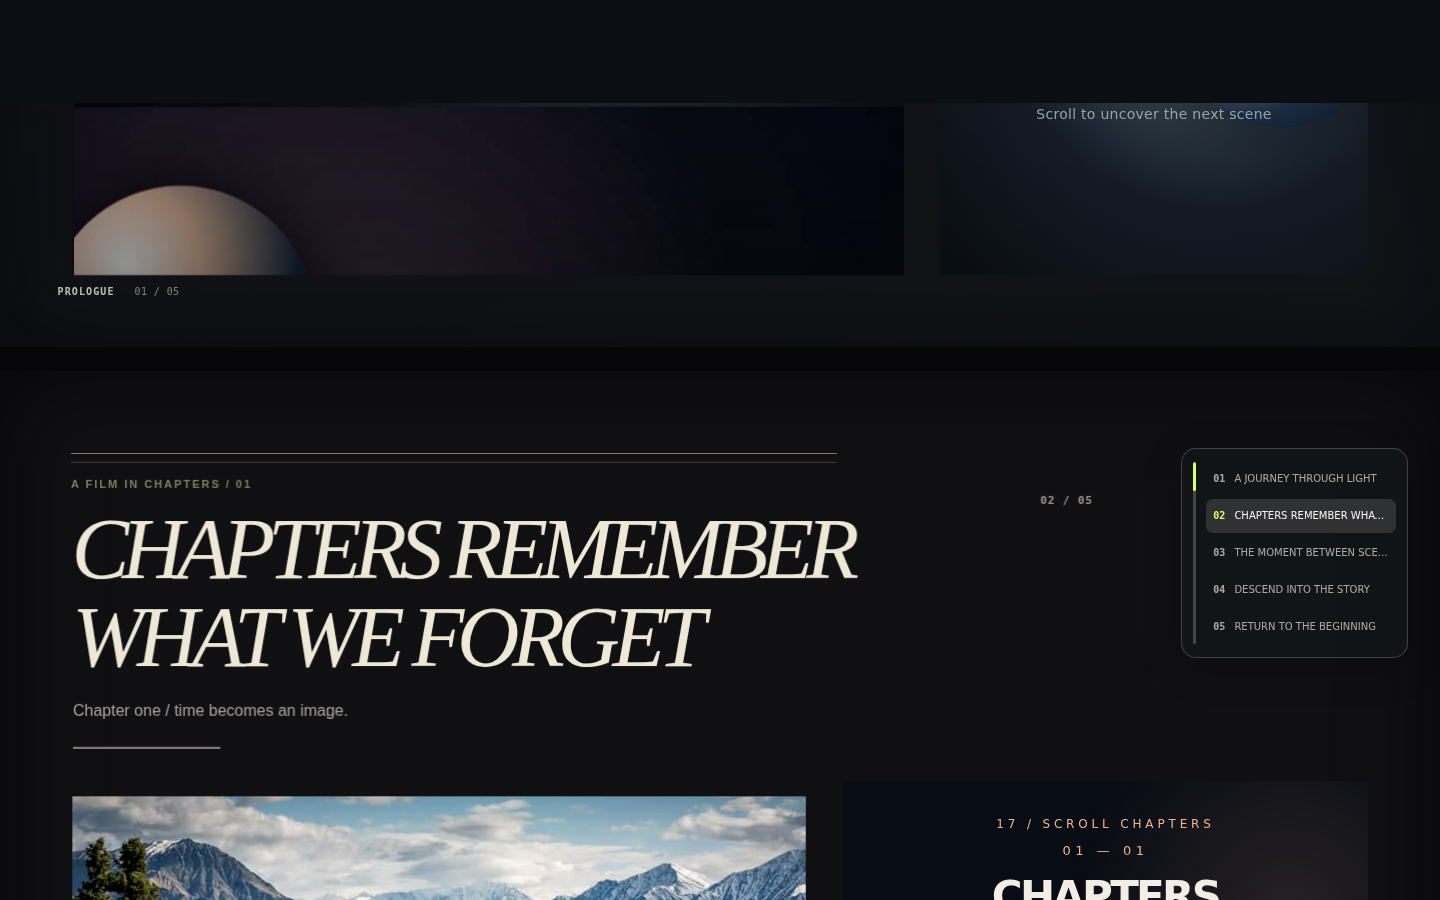 Scroll to uncover the next scene
PROLOGUE 01 / 05
A FILM IN CHAPTERS / 01
02 / 05
CHAPTERS REMEMBER
WHAT WE FORGET
Chapter one / time becomes an image.
01 A JOURNEY THROUGH LIGHT
02 CHAPTERS REMEMBER WHA...
03 THE MOMENT BETWEEN SCE...
04 DESCEND INTO THE STORY
05 RETURN TO THE BEGINNING
17 / SCROLL CHAPTERS
01 — 01
CHAPTERS